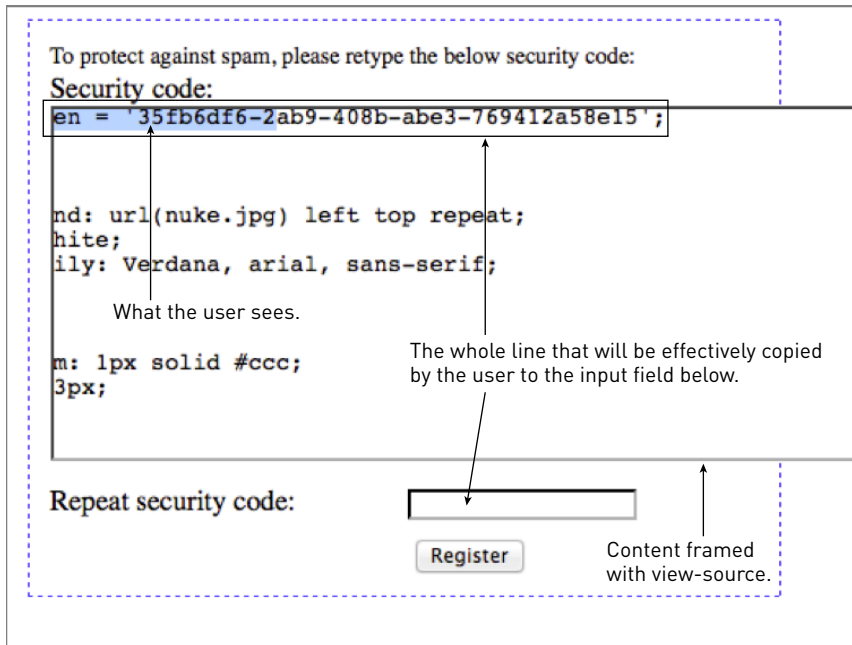 To protect against spam, please retype the below security code:
Security code:
en = '35fb6df6-2ab9-408b-abe3-769412a58e15';
nd: url(nuke.jpg) left top repeat;
hite;
ily: Verdana, arial, sans-serif;
What the user sees.
m: 1px solid #ccc;
3px;
The whole line that will be effectively copied
by the user to the input field below.
Repeat security code:
Register
Content framed
with view-source.